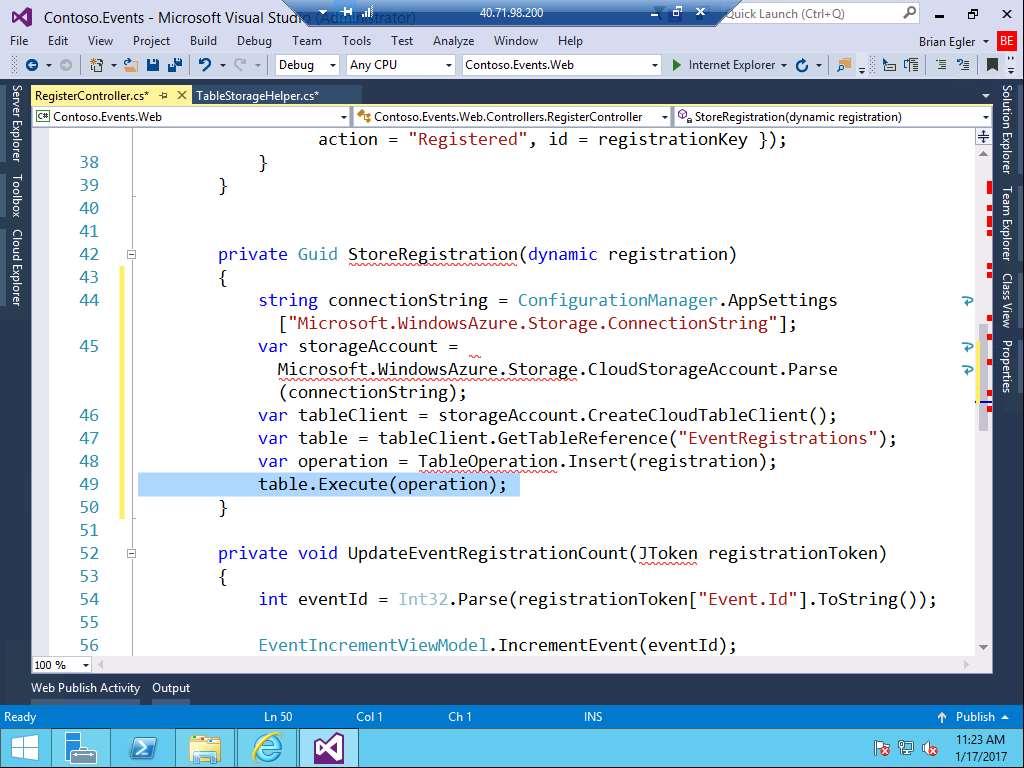 Contoso.Events - Microsoft Visual Studio (Administrator)
40.71.98.200
Quick Launch (Ctrl+Q)
File Edit View Project Build Debug Team Tools Test Analyze Window Help
Brian Egler BE
Debug Any CPU Contoso.Events.Web Internet Explorer
RegisterController.cs* TableStorageHelper.cs*
C# Contoso.Events.Web Contoso.Events.Web.Controllers.RegisterController StoreRegistration(dynamic registration)
Server Explorer
Toolbox
Cloud Explorer
action = "Registered", id = registrationKey });
38 }
39 }
40
41
42 private Guid StoreRegistration(dynamic registration)
43 {
44 string connectionString = ConfigurationManager.AppSettings
["Microsoft.WindowsAzure.Storage.ConnectionString"];
45 var storageAccount =
Microsoft.WindowsAzure.Storage.CloudStorageAccount.Parse
(connectionString);
46 var tableClient = storageAccount.CreateCloudTableClient();
47 var table = tableClient.GetTableReference("EventRegistrations");
48 var operation = TableOperation.Insert(registration);
49 table.Execute(operation);
50 }
51
52 private void UpdateEventRegistrationCount(JToken registrationToken)
53 {
54 int eventId = Int32.Parse(registrationToken["Event.Id"].ToString());
55
56 EventIncrementViewModel.IncrementEvent(eventId);
Solution Explorer
Team Explorer
Class View
Properties
100 %
Web Publish Activity Output
Ready Ln 50 Col 1 Ch 1 INS Publish
11:23 AM
1/17/2017